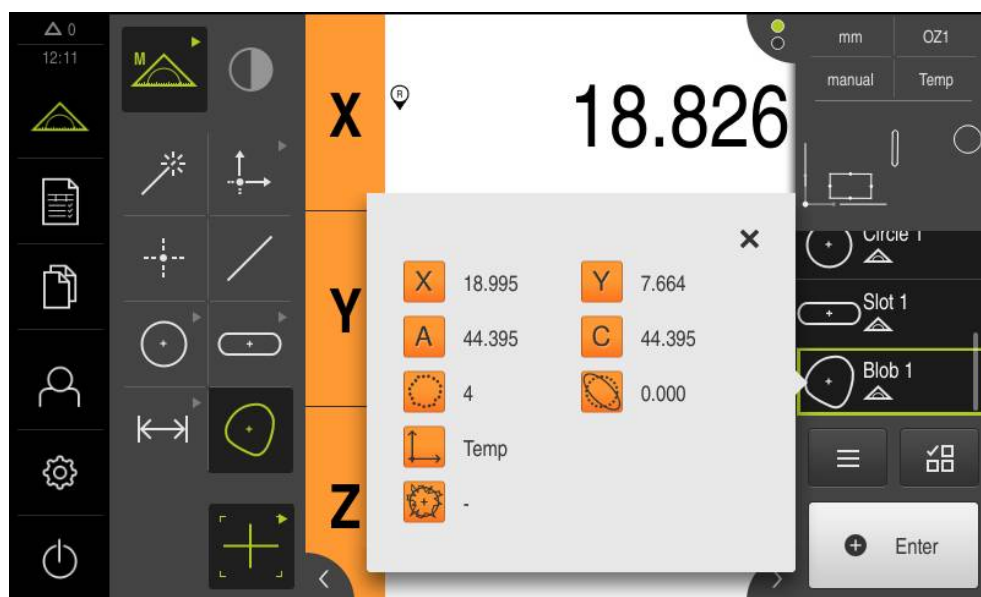 0
12:11
M
X
R
18.826
mm
OZ1
manual
Temp
Circle 1
Slot 1
Blob 1
Y
Z
X 18.995
Y 7.664
A 44.395
C 44.395
4
0.000
Temp
-
Enter